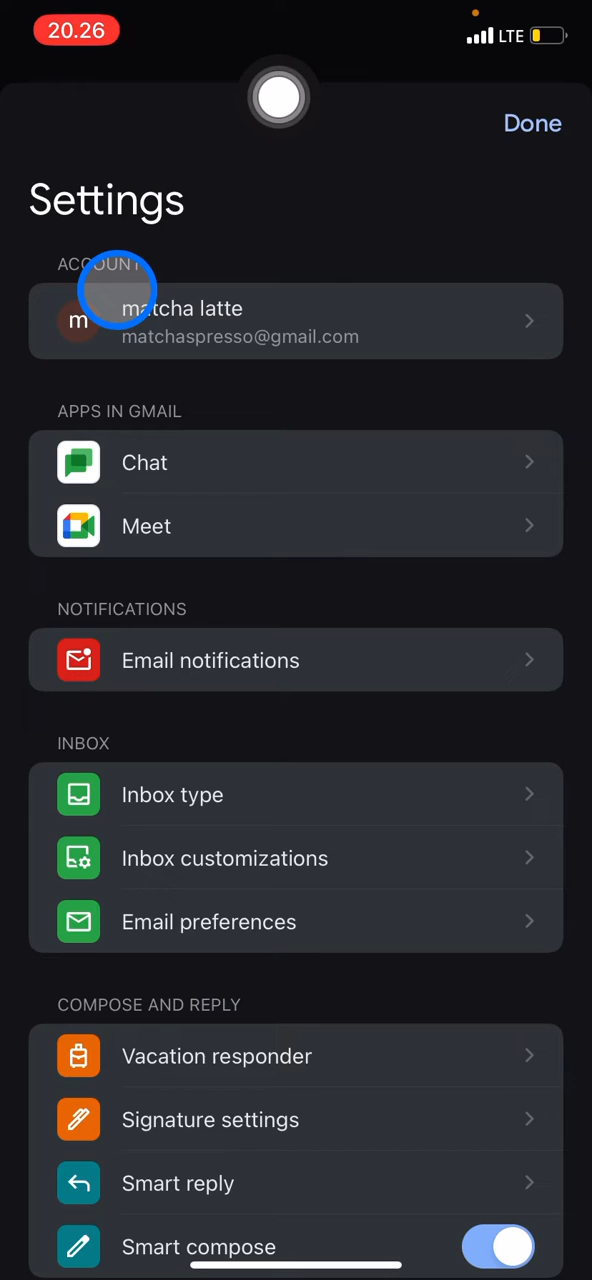 20.26
LTE
Done
Settings
ACCOUNT
m
matcha latte
matchaspresso@gmail.com
APPS IN GMAIL
Chat
Meet
NOTIFICATIONS
Email notifications
INBOX
Inbox type
Inbox customizations
Email preferences
COMPOSE AND REPLY
Vacation responder
Signature settings
Smart reply
Smart compose